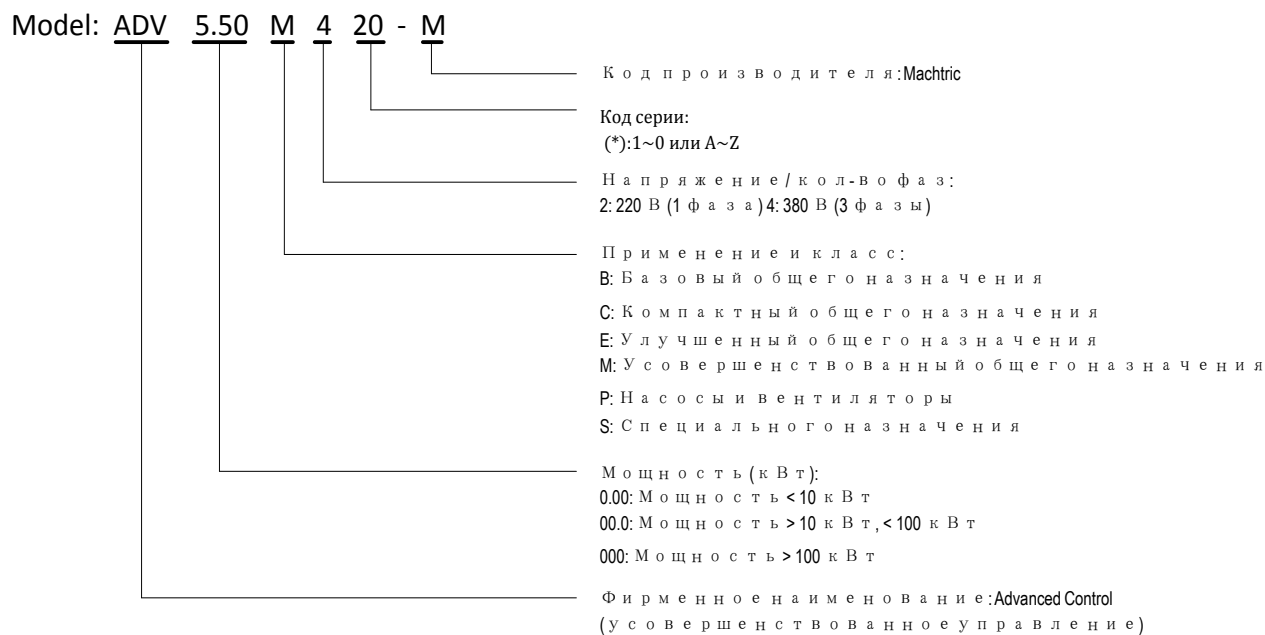 Model: ADV 5.50 M 4 20 - M
Код производителя: Machtric
Код серии:
(*):1~0 или A~Z
Напряжение/кол-во фаз:
2: 220 В (1 фаза) 4: 380 В (3 фазы)
Применение и класс:
B: Базовый общего назначения
C: Компактный общего назначения
E: Улучшенный общего назначения
M: Усовершенствованный общего назначения
P: Насосы и вентиляторы
S: Специального назначения
Мощность (кВт):
0.00: Мощность < 10 кВт
00.0: Мощность > 10 кВт, < 100 кВт
000: Мощность > 100 кВт
Фирменное наименование: Advanced Control
(усовершенствованное управление)